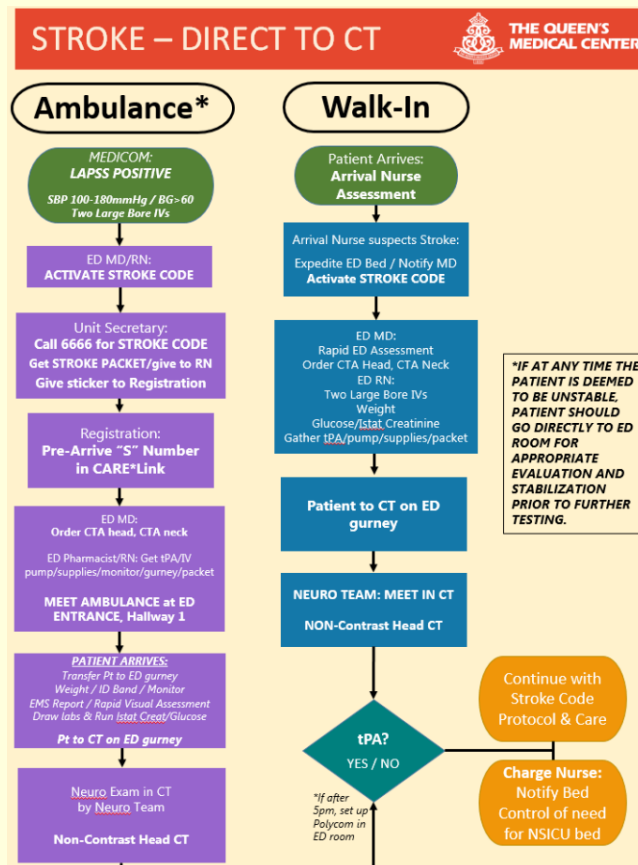 STROKE – DIRECT TO CT
THE QUEEN'S
MEDICAL CENTER
Ambulance*
MEDICOM:
LAPSS POSITIVE
SBP 100-180mmHg / BG>60
Two Large Bore IVs
ED MD/RN:
ACTIVATE STROKE CODE
Unit Secretary:
Call 6666 for STROKE CODE
Get STROKE PACKET/give to RN
Give sticker to Registration
Registration:
Pre-Arrive “S” Number
in CARE*Link
ED MD:
Order CTA head, CTA neck
ED Pharmacist/RN: Get tPA/IV
pump/supplies/monitor/gurney/packet
MEET AMBULANCE at ED
ENTRANCE, Hallway 1
PATIENT ARRIVES:
Transfer Pt to ED gurney
Weight / ID Band / Monitor
EMS Report / Rapid Visual Assessment
Draw labs & Run Istat Creat/Glucose
Pt to CT on ED gurney
Neuro Exam in CT
by Neuro Team
Non-Contrast Head CT
Walk-In
Patient Arrives:
Arrival Nurse
Assessment
Arrival Nurse suspects Stroke:
Expedite ED Bed / Notify MD
Activate STROKE CODE
ED MD:
Rapid ED Assessment
Order CTA Head, CTA Neck
ED RN:
Two Large Bore IVs
Weight
Glucose/Istat Creatinine
Gather tPA/pump/supplies/packet
Patient to CT on ED
gurney
NEURO TEAM: MEET IN CT
NON-Contrast Head CT
tPA?
YES / NO
*If after
5pm, set up
Polycom in
ED room
*IF AT ANY TIME THE
PATIENT IS DEEMED
TO BE UNSTABLE,
PATIENT SHOULD
GO DIRECTLY TO ED
ROOM FOR
APPROPRIATE
EVALUATION AND
STABILIZATION
PRIOR TO FURTHER
TESTING.
Continue with
Stroke Code
Protocol & Care
Charge Nurse:
Notify Bed
Control of need
for NSICU bed